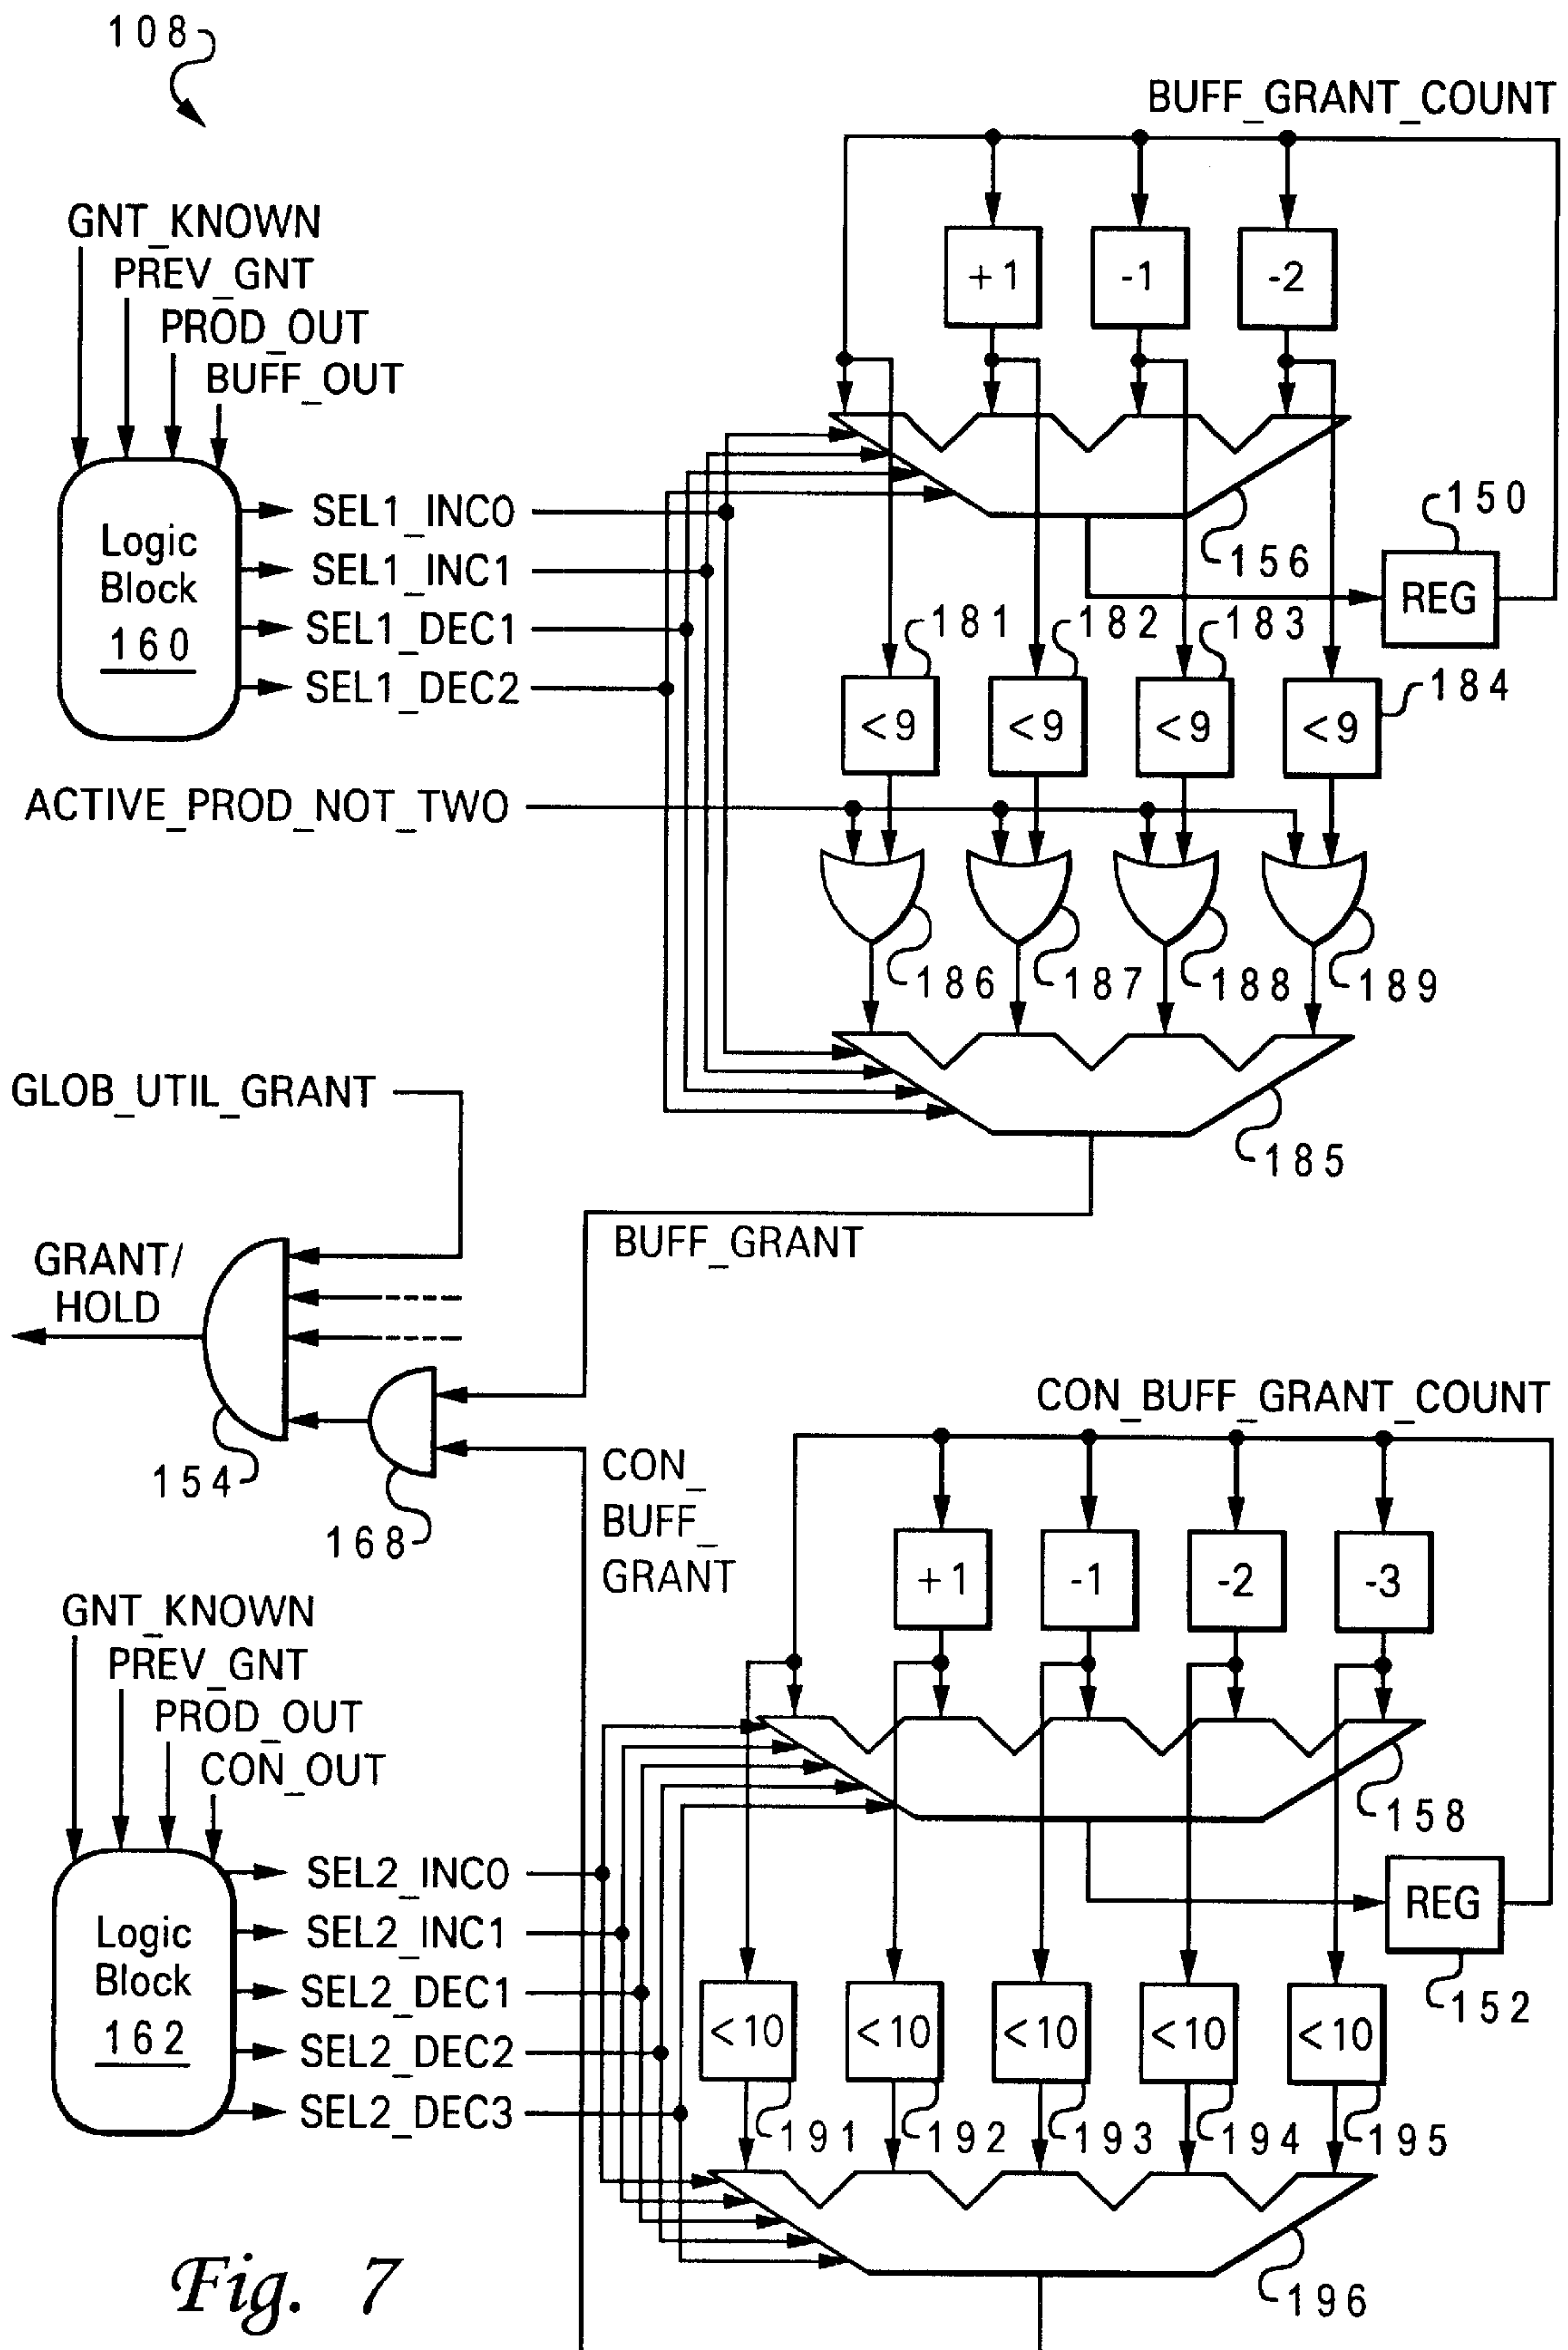 108
BUFF_GRANT_COUNT
GNT_KNOWN
PREV_GNT
PROD_OUT
BUFF_OUT
+1
-1
-2
Logic
Block
160
SEL1_INC0
SEL1_INC1
SEL1_DEC1
SEL1_DEC2
156
150
REG
181
182
183
184
<9
<9
<9
<9
ACTIVE_PROD_NOT_TWO
186
187
188
189
GLOB_UTIL_GRANT
185
BUFF_GRANT
GRANT/
HOLD
154
168
CON_
BUFF_
GRANT
CON_BUFF_GRANT_COUNT
+1
-1
-2
-3
GNT_KNOWN
PREV_GNT
PROD_OUT
CON_OUT
158
Logic
Block
162
SEL2_INC0
SEL2_INC1
SEL2_DEC1
SEL2_DEC2
SEL2_DEC3
REG
152
<10
<10
<10
<10
<10
191
192
193
194
195
196
Fig. 7